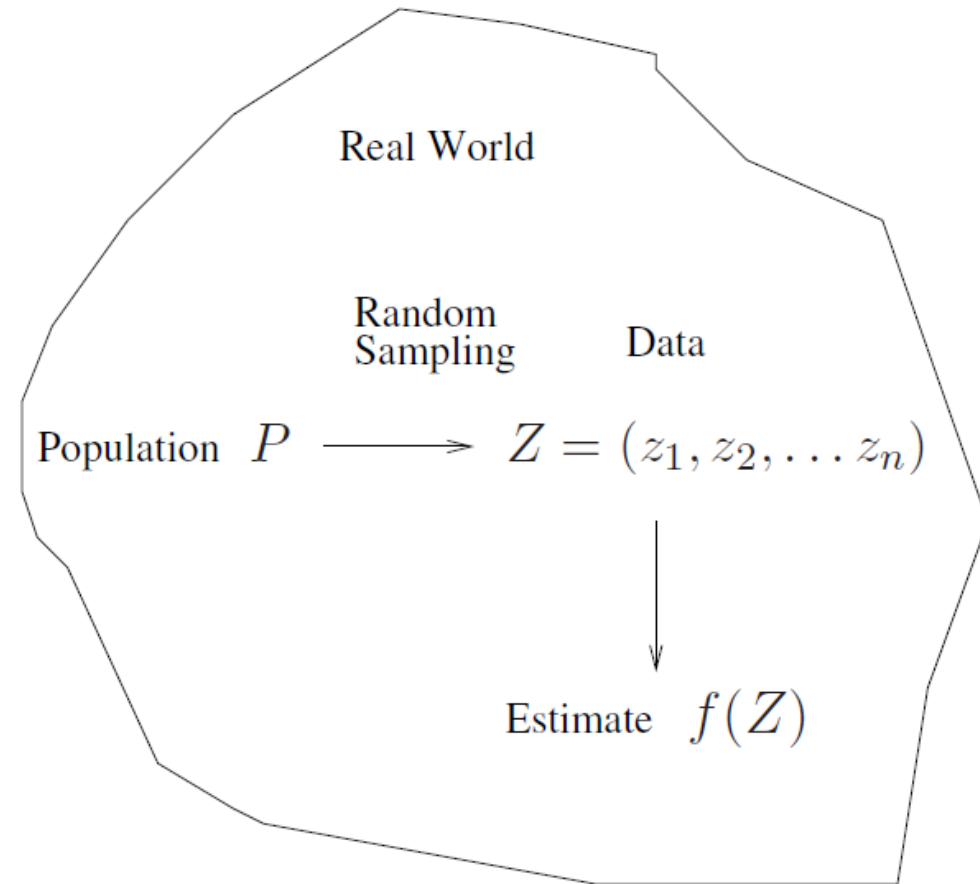 Real World
Random
Sampling
Data
Population P
Z = (z₁, z₂, . . . zₙ)
Estimate f(Z)